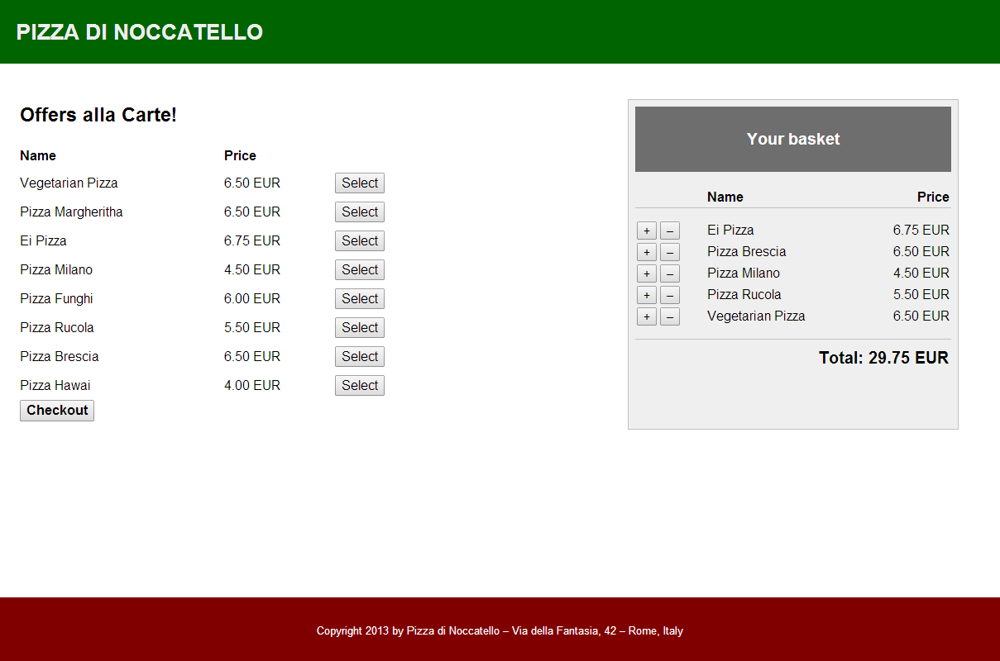 PIZZA DI NOCCATELLO
Offers alla Carte!
Name Price
Vegetarian Pizza 6.50 EUR Select
Pizza Margheritha 6.50 EUR Select
Ei Pizza 6.75 EUR Select
Pizza Milano 4.50 EUR Select
Pizza Funghi 6.00 EUR Select
Pizza Rucola 5.50 EUR Select
Pizza Brescia 6.50 EUR Select
Pizza Hawai 4.00 EUR Select
Checkout
Your basket
Name Price
+ – Ei Pizza 6.75 EUR
+ – Pizza Brescia 6.50 EUR
+ – Pizza Milano 4.50 EUR
+ – Pizza Rucola 5.50 EUR
+ – Vegetarian Pizza 6.50 EUR
Total: 29.75 EUR
Copyright 2013 by Pizza di Noccatello – Via della Fantasia, 42 – Rome, Italy